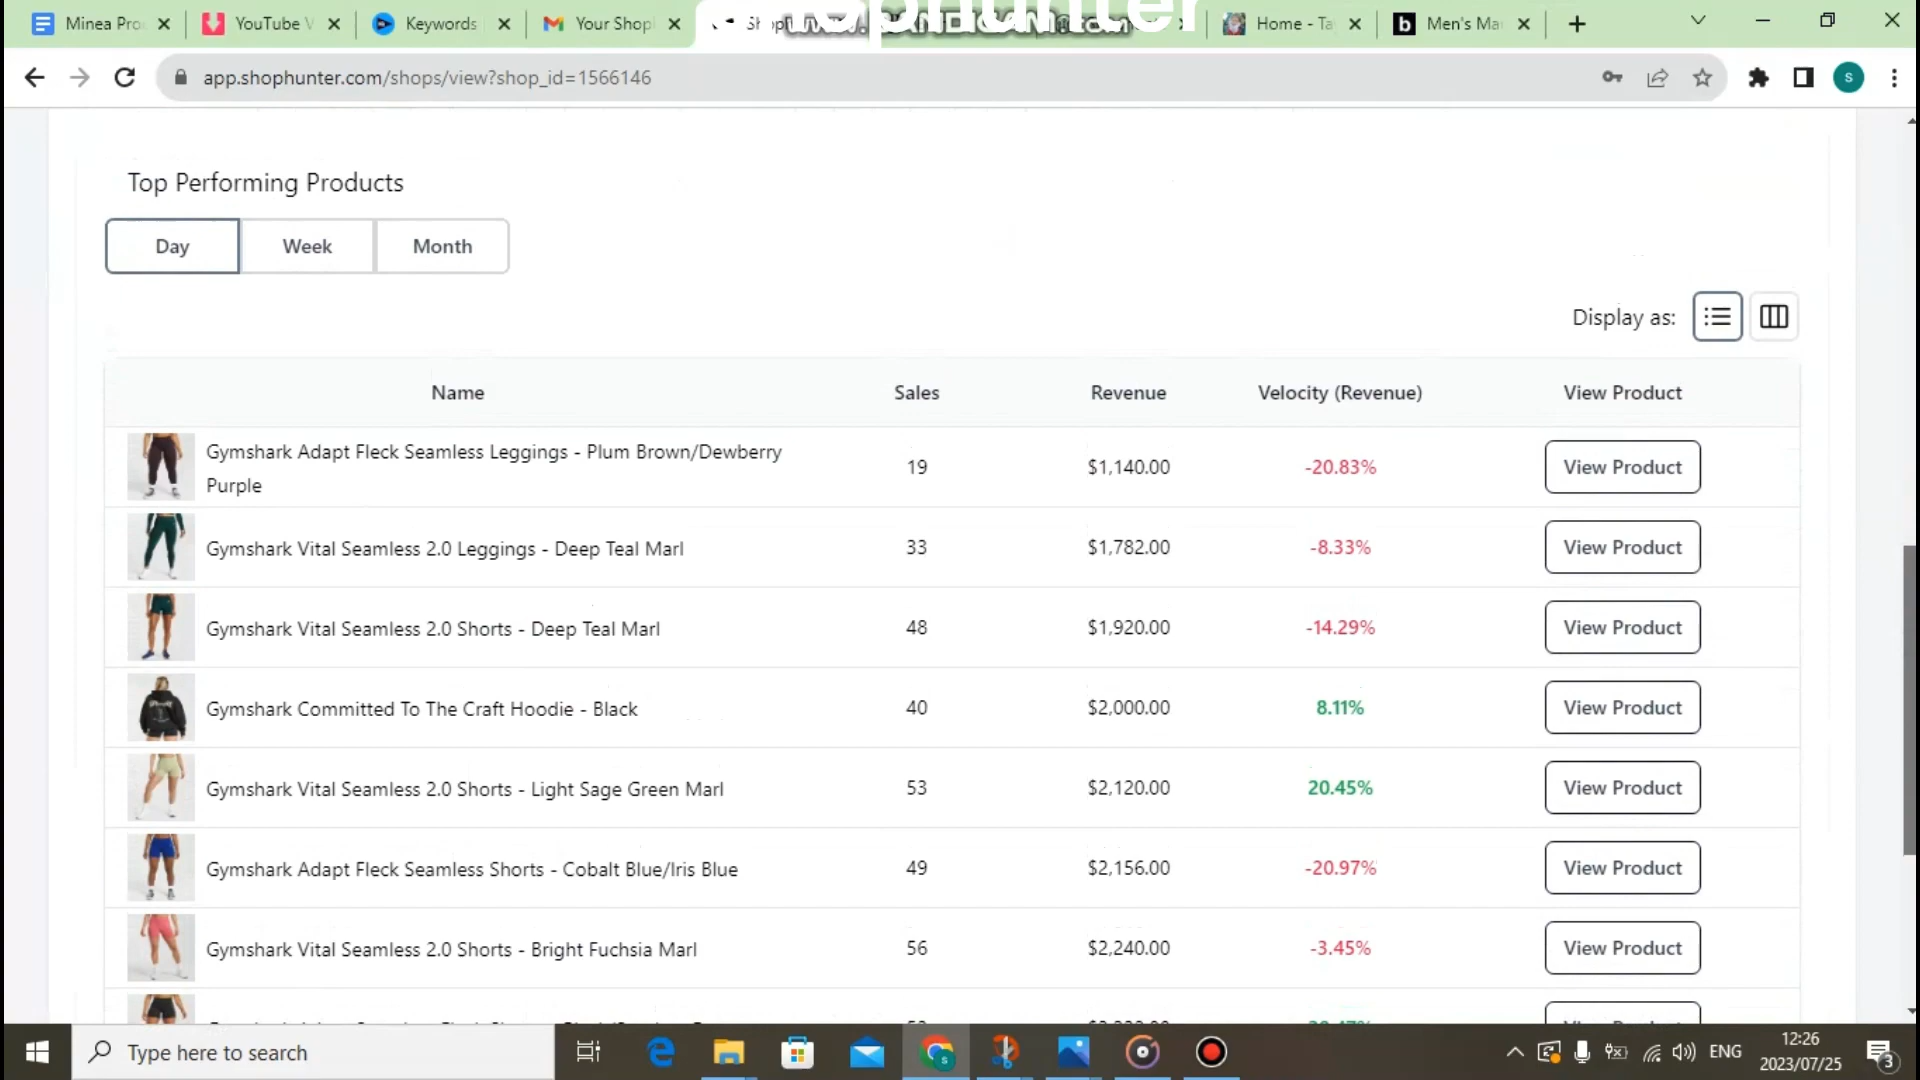 Minea Pro
YouTube V
Keywords
Your Shop
Shop
Home - Ta
Men's Ma
app.shophunter.com/shops/view?shop_id=1566146
Top Performing Products
Day
Week
Month
Display as:
Name Sales Revenue Velocity (Revenue) View Product
Gymshark Adapt Fleck Seamless Leggings - Plum Brown/Dewberry
Purple
19 $1,140.00 -20.83% View Product
Gymshark Vital Seamless 2.0 Leggings - Deep Teal Marl 33 $1,782.00 -8.33% View Product
Gymshark Vital Seamless 2.0 Shorts - Deep Teal Marl 48 $1,920.00 -14.29% View Product
Gymshark Committed To The Craft Hoodie - Black 40 $2,000.00 8.11% View Product
Gymshark Vital Seamless 2.0 Shorts - Light Sage Green Marl 53 $2,120.00 20.45% View Product
Gymshark Adapt Fleck Seamless Shorts - Cobalt Blue/Iris Blue 49 $2,156.00 -20.97% View Product
Gymshark Vital Seamless 2.0 Shorts - Bright Fuchsia Marl 56 $2,240.00 -3.45% View Product
Type here to search
ENG
12:26
2023/07/25
3